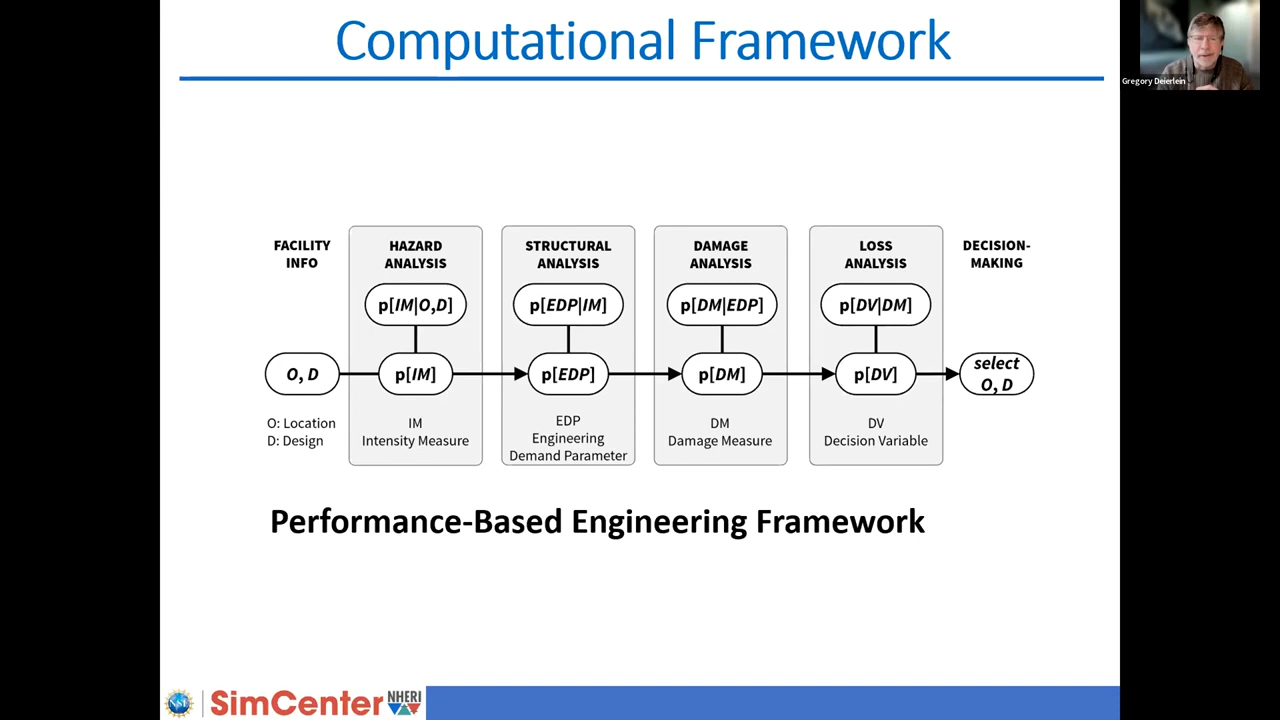 Computational Framework
Gregory Deierlein
FACILITY
INFO
HAZARD
ANALYSIS
STRUCTURAL
ANALYSIS
DAMAGE
ANALYSIS
LOSS
ANALYSIS
DECISION-
MAKING
p[IM|O,D]
p[EDP|IM]
p[DM|EDP]
p[DV|DM]
O, D
p[IM]
p[EDP]
p[DM]
p[DV]
select
O, D
O: Location
D: Design
IM
Intensity Measure
EDP
Engineering
Demand Parameter
DM
Damage Measure
DV
Decision Variable
Performance-Based Engineering Framework
NSF
SimCenter
NHERI